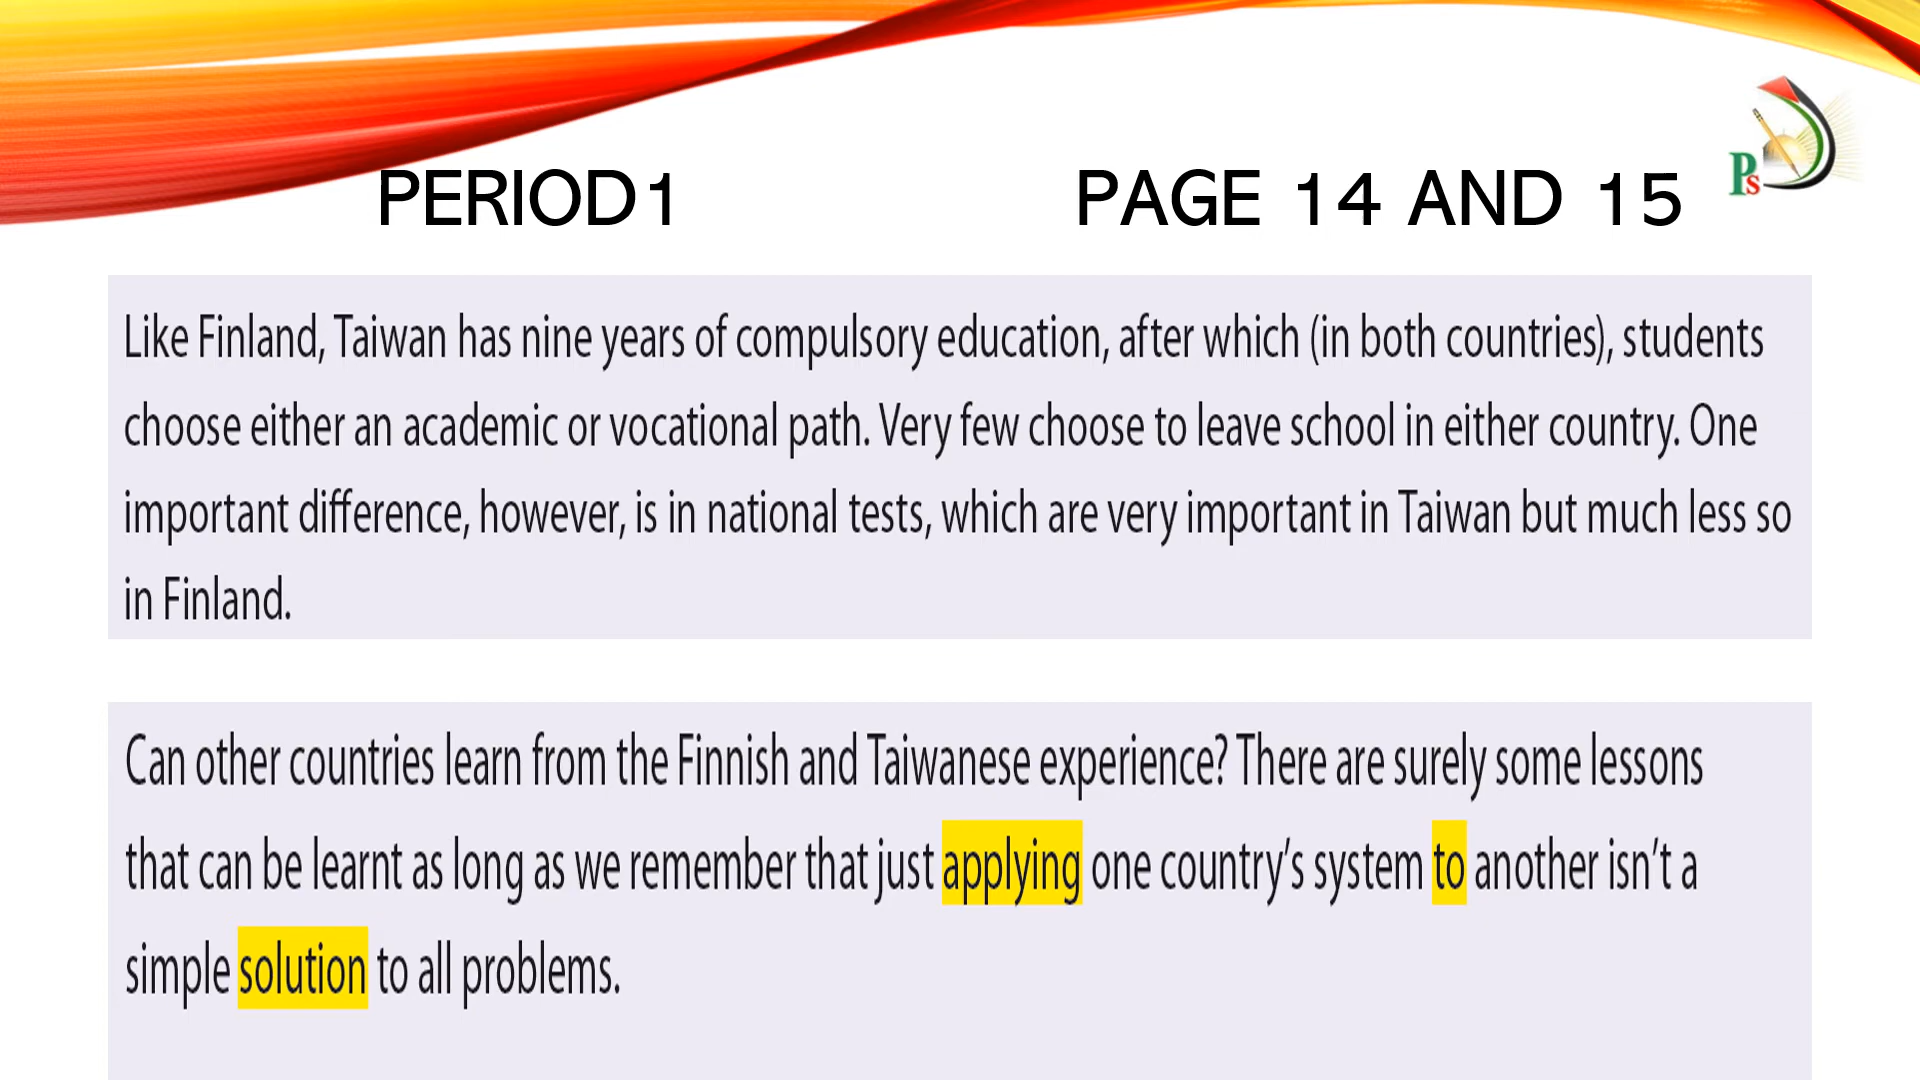 PERIOD1 PAGE 14 AND 15
Ps
Like Finland, Taiwan has nine years of compulsory education, after which (in both countries), students
choose either an academic or vocational path. Very few choose to leave school in either country. One
important difference, however, is in national tests, which are very important in Taiwan but much less so
in Finland.
Can other countries learn from the Finnish and Taiwanese experience? There are surely some lessons
that can be learnt as long as we remember that just applying one country’s system to another isn’t a
simple solution to all problems.